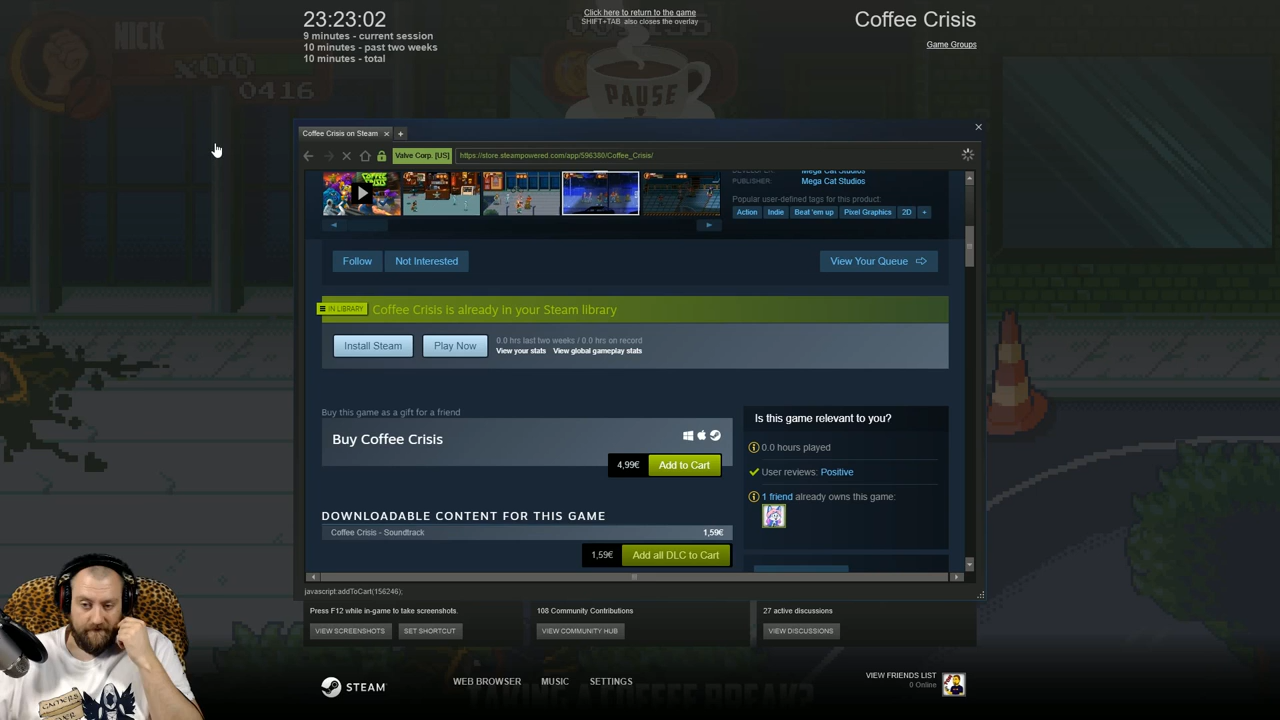 23:23:02
9 minutes - current session
10 minutes - past two weeks
10 minutes - total
Click here to return to the game
SHIFT+TAB also closes the overlay
Coffee Crisis
Game Groups
NICK
x00
0416
PAUSE
Coffee Crisis on Steam
Valve Corp. [US]
https://store.steampowered.com/app/596380/Coffee_Crisis/
Mega Cat Studios
PUBLISHER: Mega Cat Studios
Popular user-defined tags for this product:
Action Indie Beat 'em up Pixel Graphics 2D +
Follow Not Interested View Your Queue
IN LIBRARY Coffee Crisis is already in your Steam library
Install Steam Play Now
0.0 hrs last two weeks / 0.0 hrs on record
View your stats View global gameplay stats
Buy this game as a gift for a friend
Buy Coffee Crisis
4,99€ Add to Cart
DOWNLOADABLE CONTENT FOR THIS GAME
Coffee Crisis - Soundtrack 1,59€
1,59€ Add all DLC to Cart
Is this game relevant to you?
0.0 hours played
User reviews: Positive
1 friend already owns this game:
javascript:addToCart(156246);
Press F12 while in-game to take screenshots.
VIEW SCREENSHOTS SET SHORTCUT
108 Community Contributions
VIEW COMMUNITY HUB
27 active discussions
VIEW DISCUSSIONS
STEAM
WEB BROWSER MUSIC SETTINGS
VIEW FRIENDS LIST
0 Online
GAMERS